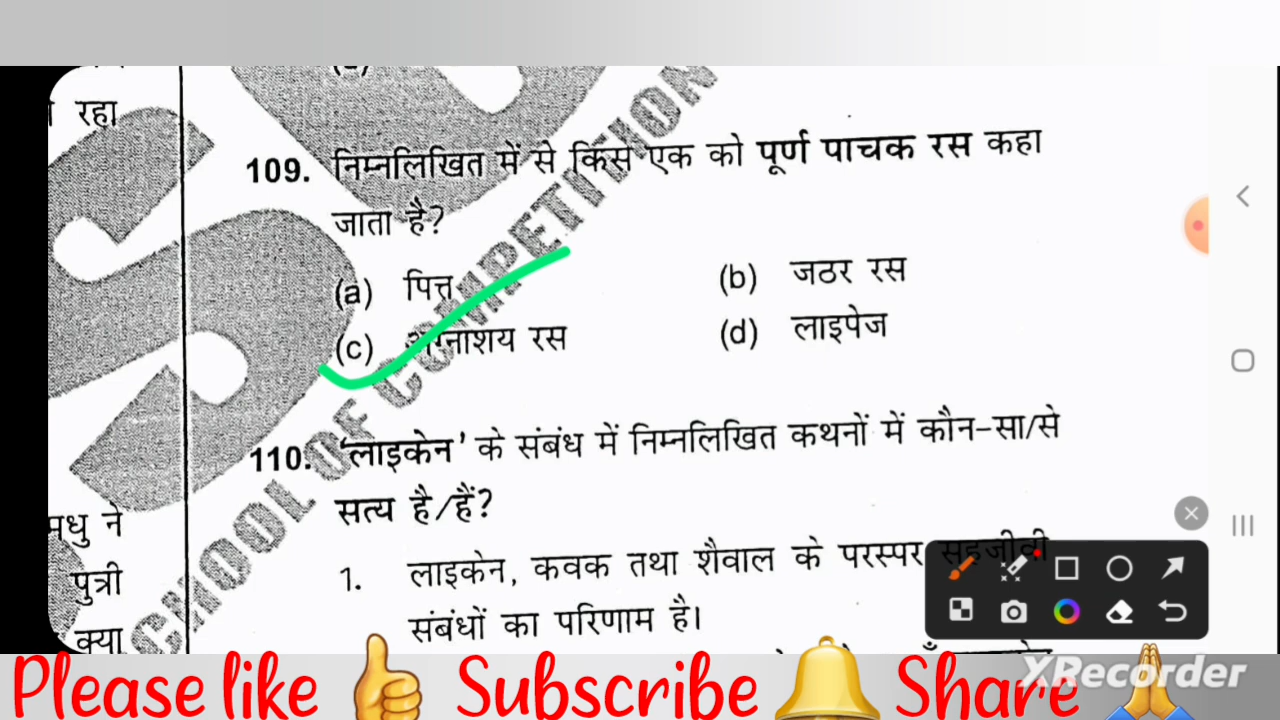 रहा
109. निम्नलिखित में से किसे एक को पूर्ण पाचक रस कहा
जाता है?
(a) पित्त
(b) जठर रस
(c) अग्नाशय रस
(d) लाइपेज
110. 'लाइकेन' के संबंध में निम्नलिखित कथनों में कौन-सा/से
सत्य है/हैं?
मधु ने
1. लाइकेन, कवक तथा शैवाल के परस्पर सहजीवी
पुत्री
संबंधों का परिणाम है।
क्या
SCHOOL OF COMPETITION
XRecorder
Please like Subscribe Share